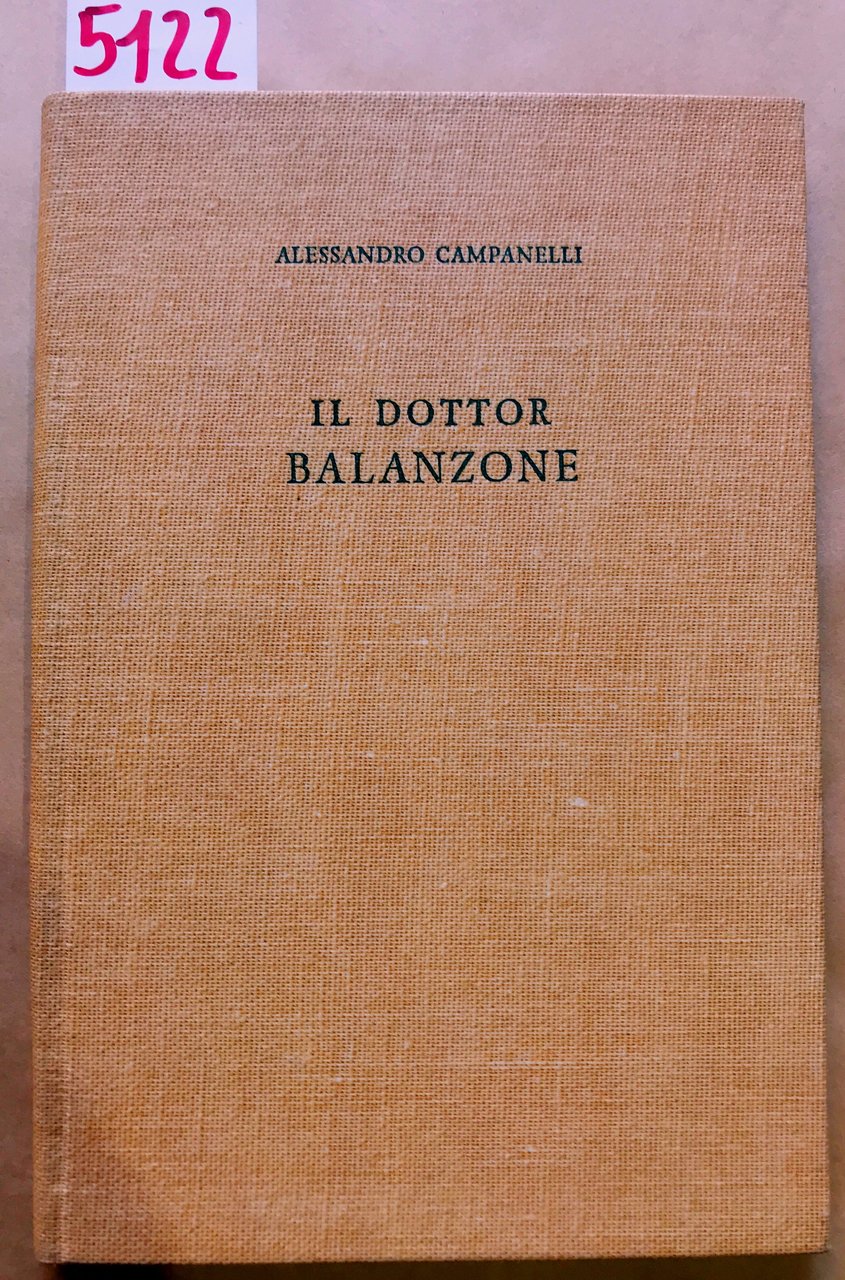 5122
ALESSANDRO CAMPANELLI
IL DOTTOR
BALANZONE